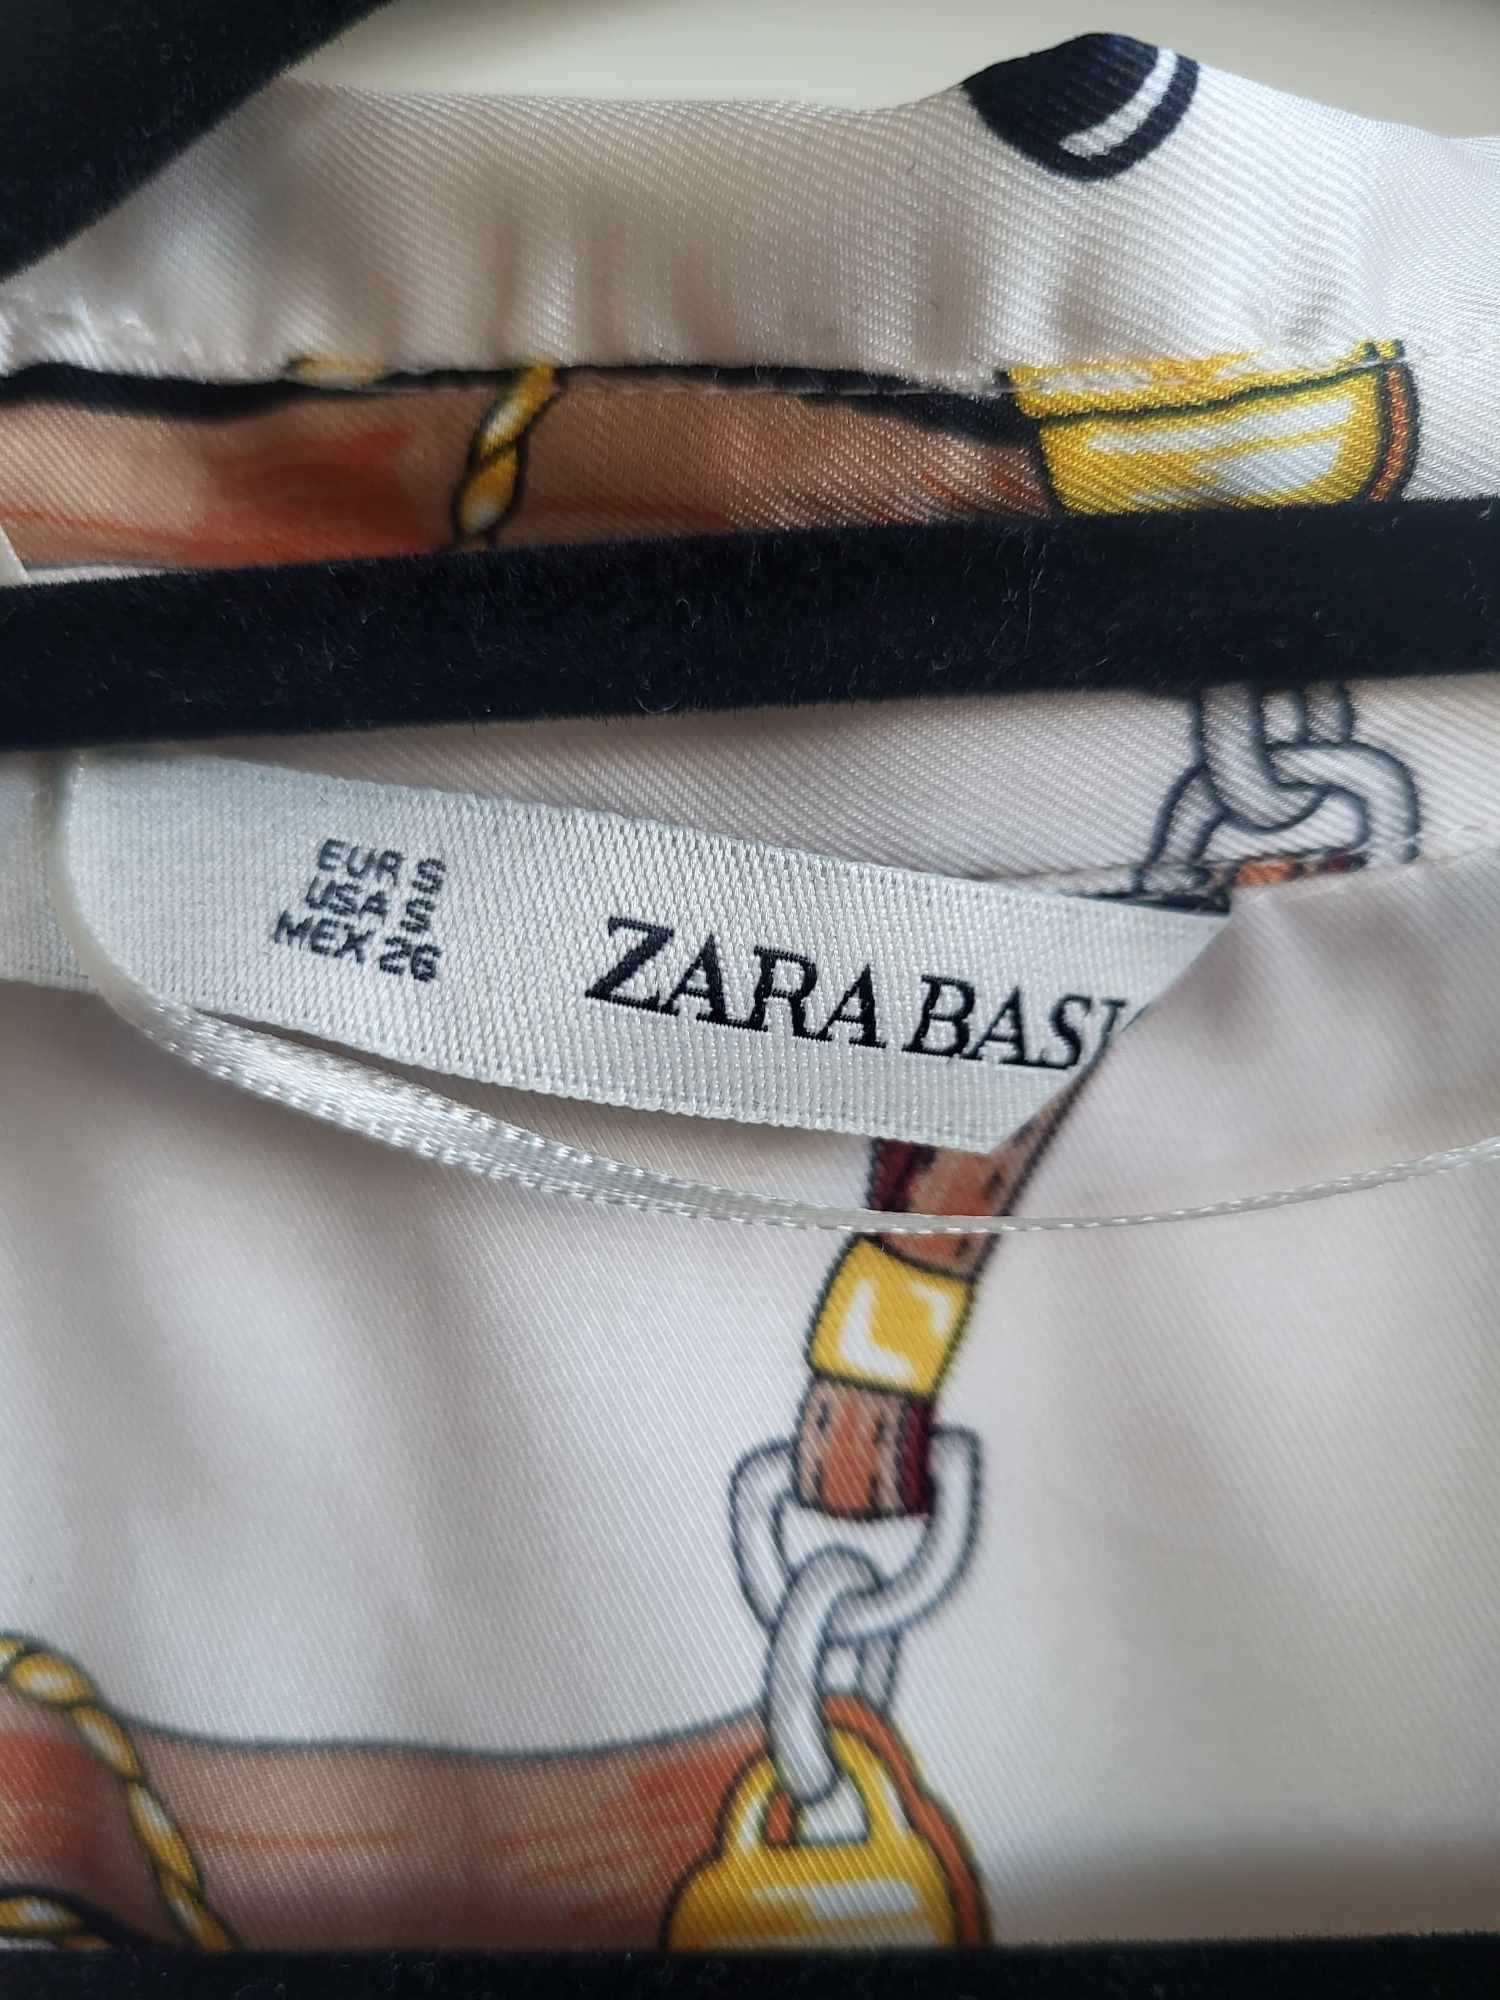 EUR S
USA S
MEX 26
ZARA BASI